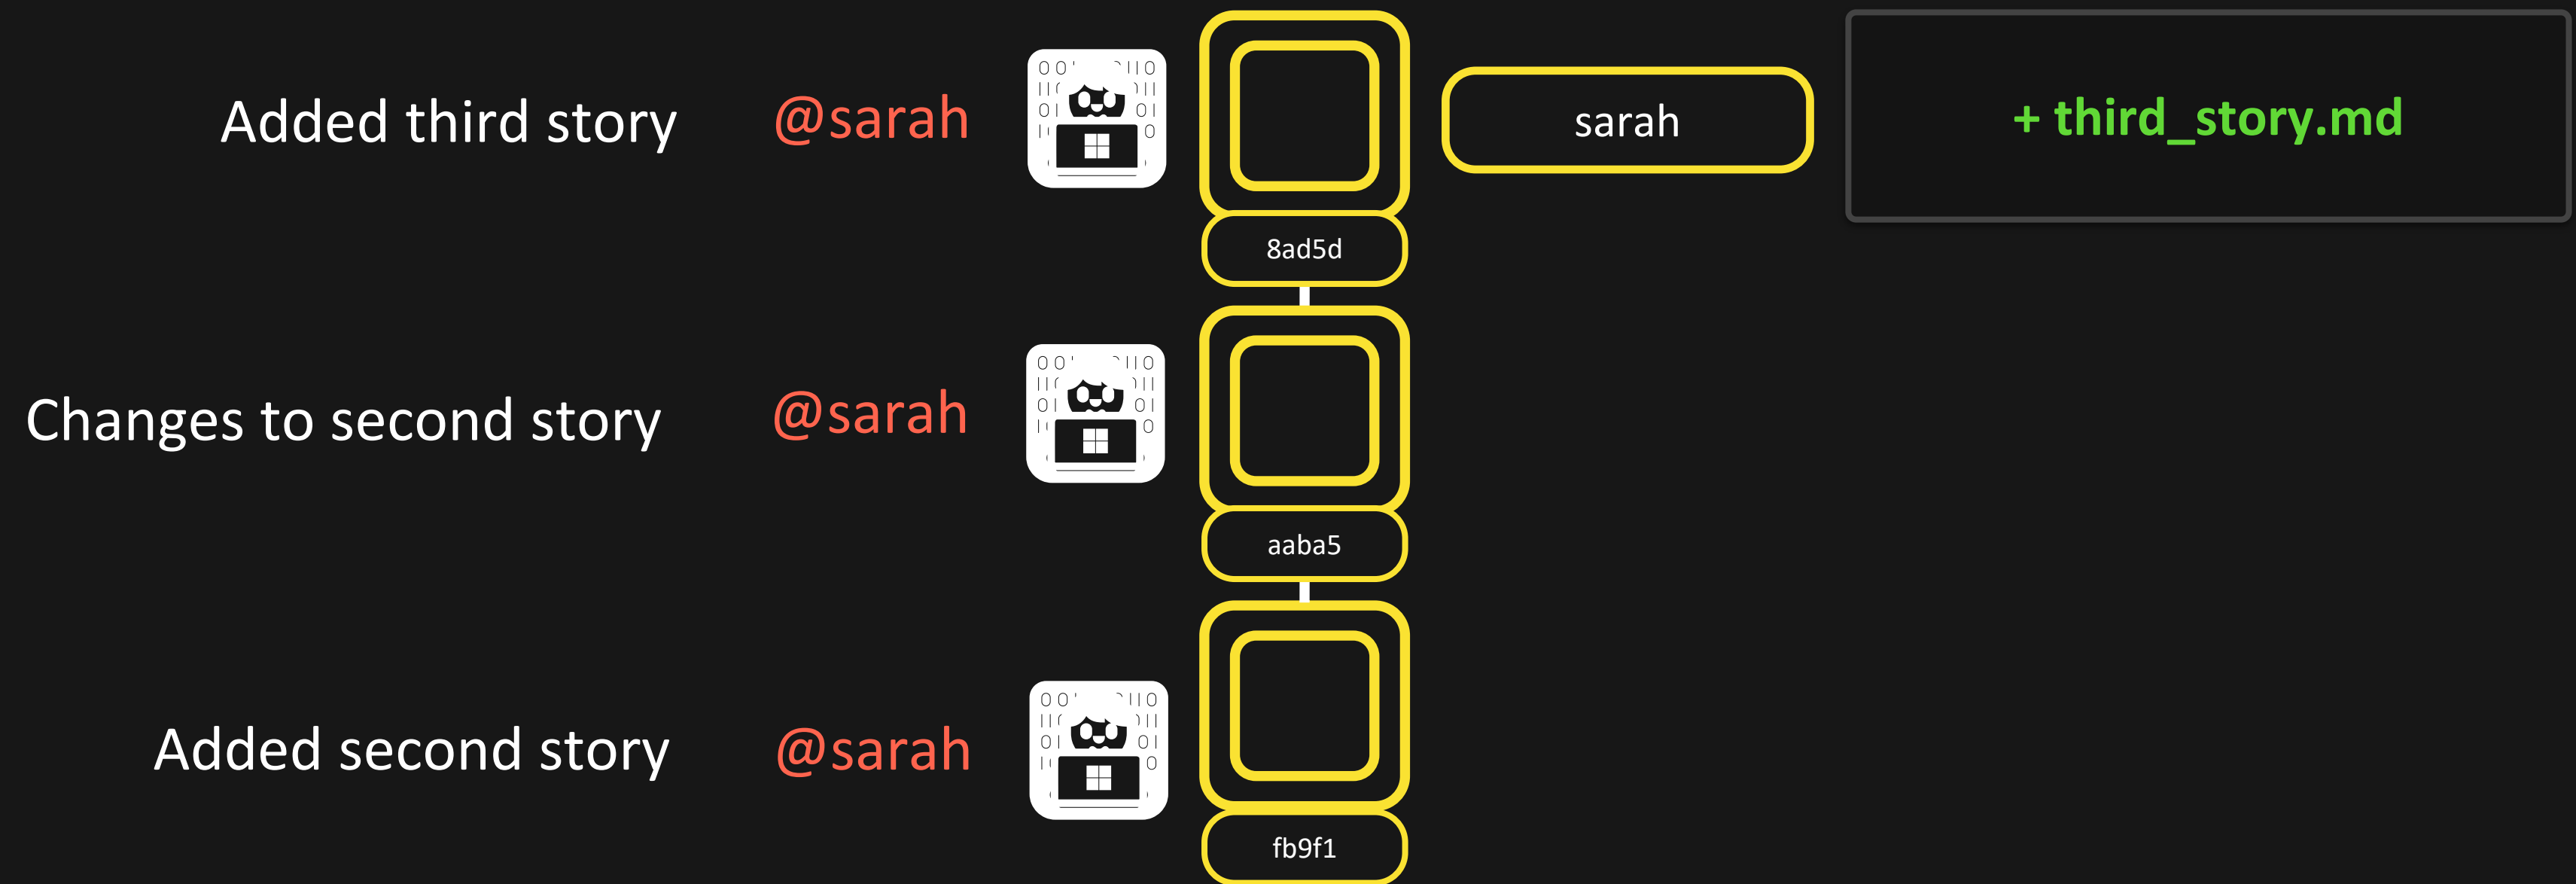 Added third story @sarah sarah + third_story.md
8ad5d
Changes to second story @sarah
aaba5
Added second story @sarah
fb9f1